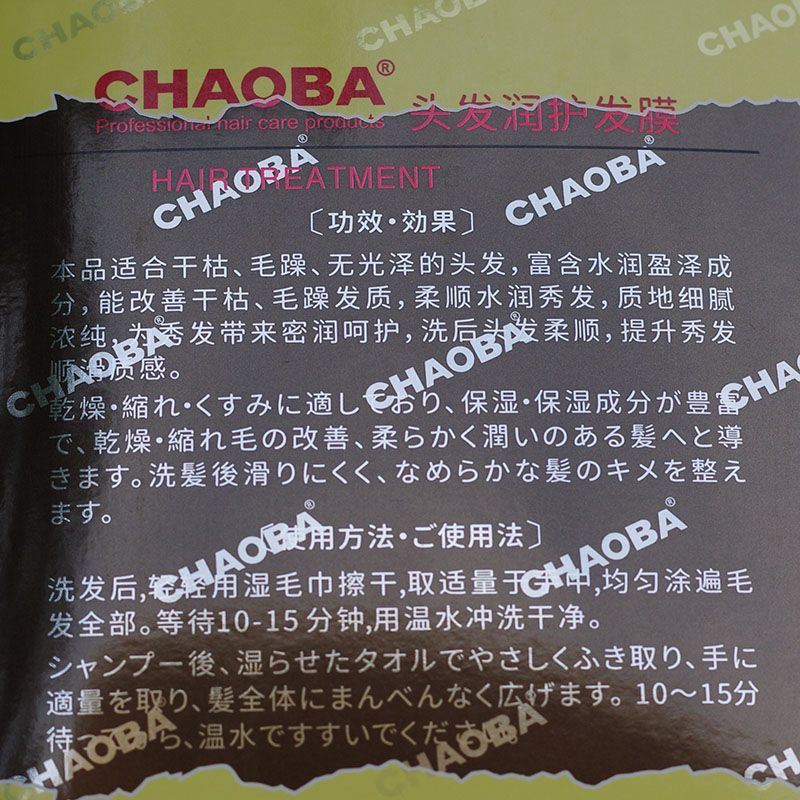 CHAOBA®
Professional hair care products
头发润护发膜
HAIR TREATMENT
〔功效·効果〕
本品适合干枯、毛躁、无光泽的头发,富含水润盈泽成
分,能改善干枯、毛躁发质,柔顺水润秀发,质地细腻
浓纯,为秀发带来密润呵护,洗后头发柔顺,提升秀发
顺滑质感。
乾燥·縮れ·くすみに適しており、保湿·保湿成分が豊富
で、乾燥·縮れ毛の改善、柔らかく潤いのある髪へと導
きます。洗髪後滑りにくく、なめらかな髪のキメを整え
ます。
〔使用方法·ご使用法〕
洗发后,轻轻用湿毛巾擦干,取适量于手中,均匀涂遍毛
发全部。等待10-15分钟,用温水冲洗干净。
シャンプー後、湿らせたタオルでやさしくふき取り、手に
適量を取り、髪全体にまんべんなく広げます。10〜15分
待ってから、温水ですすいでください。
CHAOBA
CHAOBA
CHAOBA
CHAOBA®
CHAOBA®
CHAOBA®
CHAOBA®
CHAOBA
CHAOBA®
CHAOBA®
CHAOBA
CHAOBA
CHAOBA